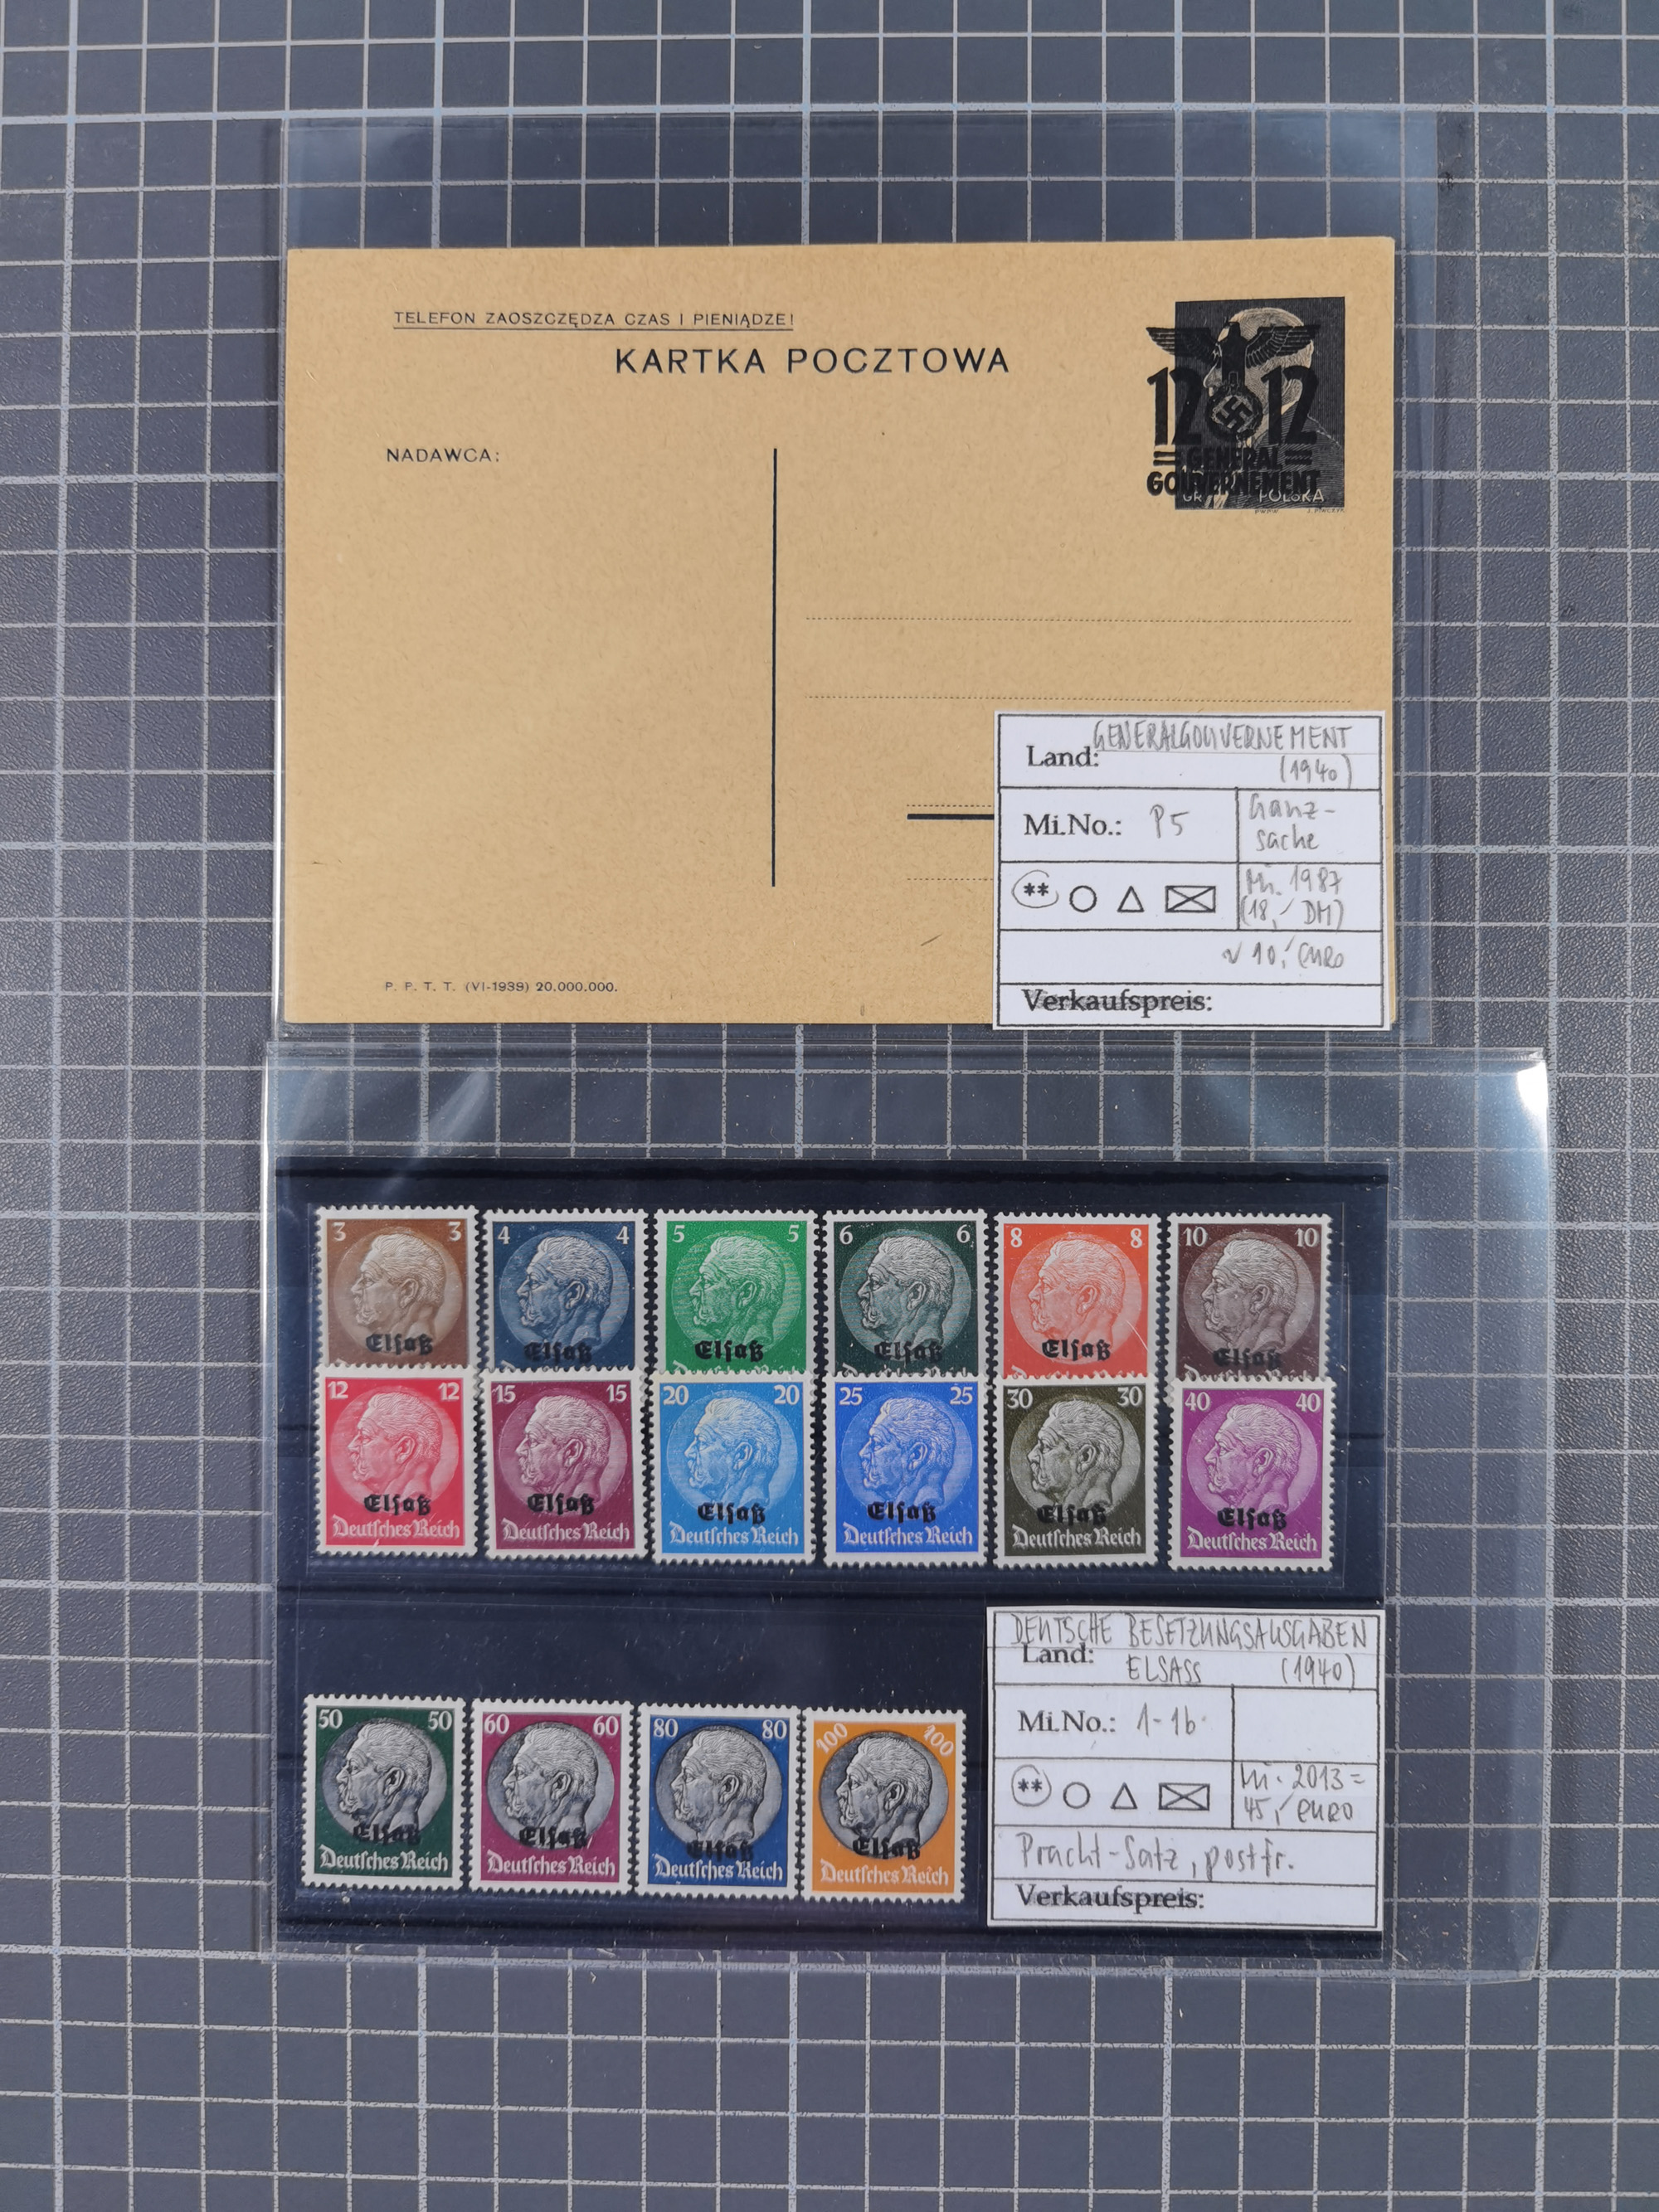 TELEFON ZAOSZCZĘDZA CZAS I PIENIĄDZE!
KARTKA POCZTOWA
12 12
GENERAL
GOUVERNEMENT
GR POLSKA
NADAWCA:
P. P. T. T. (VI-1939) 20.000.000.
GENERALGOUVERNEMENT
Land: (1940)
Mi.No.: P5
Ganz-
sache
** Mi. 1987
(18,- DM)
~ 10,- EURO
Verkaufspreis:
3 3
Elſaß
4 4
Elſaß
5 5
Elſaß
6 6
Elſaß
8 8
Elſaß
10 10
Elſaß
12 12
Elſaß
Deutſches Reich
15 15
Elſaß
Deutſches Reich
20 20
Elſaß
Deutſches Reich
25 25
Elſaß
Deutſches Reich
30 30
Elſaß
Deutſches Reich
40 40
Elſaß
Deutſches Reich
50 50
Elſaß
Deutſches Reich
60 60
Elſaß
Deutſches Reich
80 80
Elſaß
Deutſches Reich
100 100
Elſaß
Deutſches Reich
DEUTSCHE BESETZUNGSAUSGABEN
Land: ELSASS (1940)
Mi.No.: 1-16
** Mi. 2013 =
45,- EURO
Pracht-Satz, postfr.
Verkaufspreis: